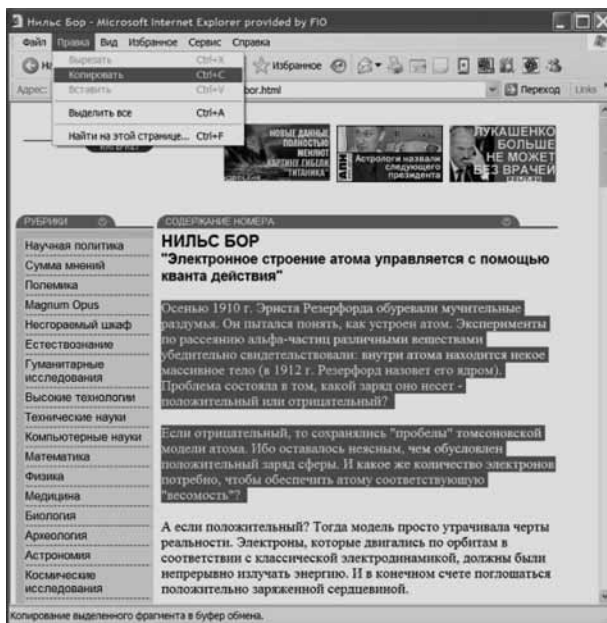 Нильс Бор - Microsoft Internet Explorer provided by FIO
Файл Правка Вид Избранное Сервис Справка
Вырезать Ctrl+X
Копировать Ctrl+C
Вставить Ctrl+V
Выделить все Ctrl+A
Найти на этой странице... Ctrl+F
Избранное
Адрес: bor.html Переход Links
НОВЫЕ ДАННЫЕ
ПОЛНОСТЬЮ
МЕНЯЮТ
КАРТИНУ ГИБЕЛИ
"ТИТАНИКА"
АПН
Астрологи назвали
следующего
президента
ЛУКАШЕНКО
БОЛЬШЕ
НЕ МОЖЕТ
БЕЗ ВРАЧЕЙ
РУБРИКИ
Научная политика
Сумма мнений
Полемика
Magnum Opus
Несгораемый шкаф
Естествознание
Гуманитарные
исследования
Высокие технологии
Технические науки
Компьютерные науки
Математика
Физика
Медицина
Биология
Археология
Астрономия
Космические
исследования
СОДЕРЖАНИЕ НОМЕРА
НИЛЬС БОР
"Электронное строение атома управляется с помощью
кванта действия"
Осенью 1910 г. Эрнста Резерфорда обуревали мучительные
раздумья. Он пытался понять, как устроен атом. Эксперименты
по рассеянию альфа-частиц различными веществами
убедительно свидетельствовали: внутри атома находится некое
массивное тело (в 1912 г. Резерфорд назовет его ядром).
Проблема состояла в том, какой заряд оно несет -
положительный или отрицательный?
Если отрицательный, то сохранялись "пробелы" томсоновской
модели атома. Ибо оставалось неясным, чем обусловлен
положительный заряд сферы. И какое же количество электронов
потребно, чтобы обеспечить атому соответствующую
"весомость"?
А если положительный? Тогда модель просто утрачивала черты
реальности. Электроны, которые двигались по орбитам в
соответствии с классической электродинамикой, должны были
непрерывно излучать энергию. И в конечном счете поглощаться
положительно заряженной сердцевиной.
Копирование выделенного фрагмента в буфер обмена.